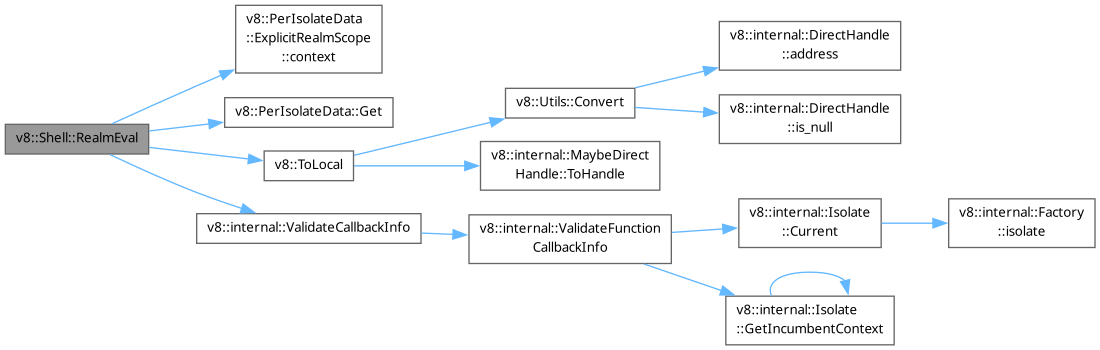 v8::PerIsolateData
::ExplicitRealmScope
::context
v8::PerIsolateData::Get
v8::Shell::RealmEval
v8::ToLocal
v8::internal::ValidateCallbackInfo
v8::Utils::Convert
v8::internal::MaybeDirect
Handle::ToHandle
v8::internal::DirectHandle
::address
v8::internal::DirectHandle
::is_null
v8::internal::ValidateFunction
CallbackInfo
v8::internal::Isolate
::Current
v8::internal::Factory
::isolate
v8::internal::Isolate
::GetIncumbentContext